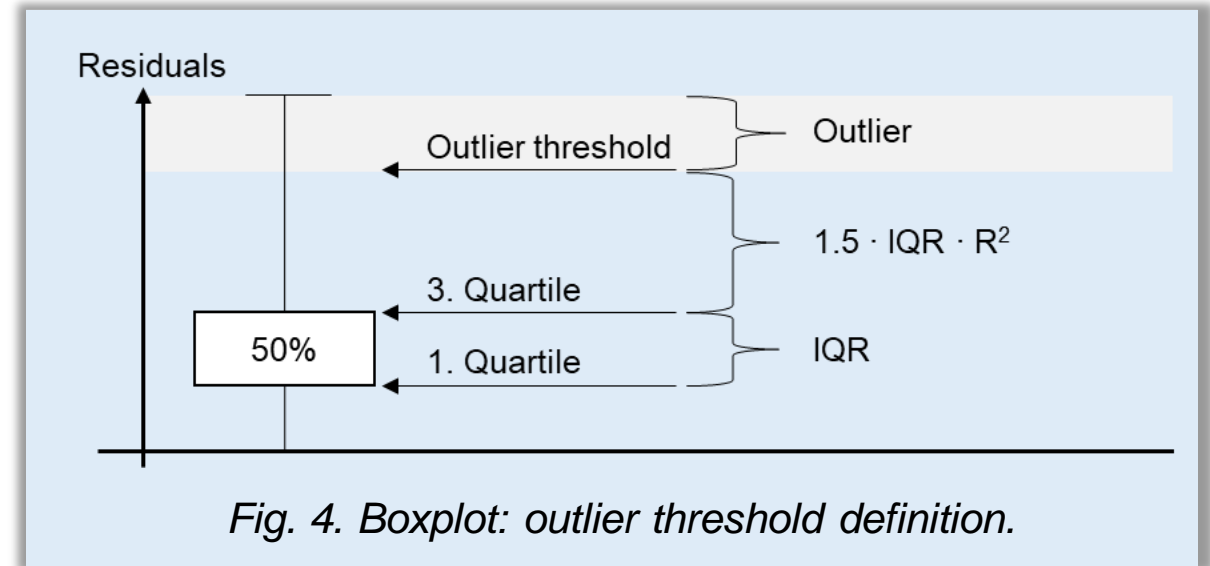 Residuals
Outlier
Outlier threshold
1.5 · IQR · R²
3. Quartile
50%
IQR
1. Quartile
Fig. 4. Boxplot: outlier threshold definition.